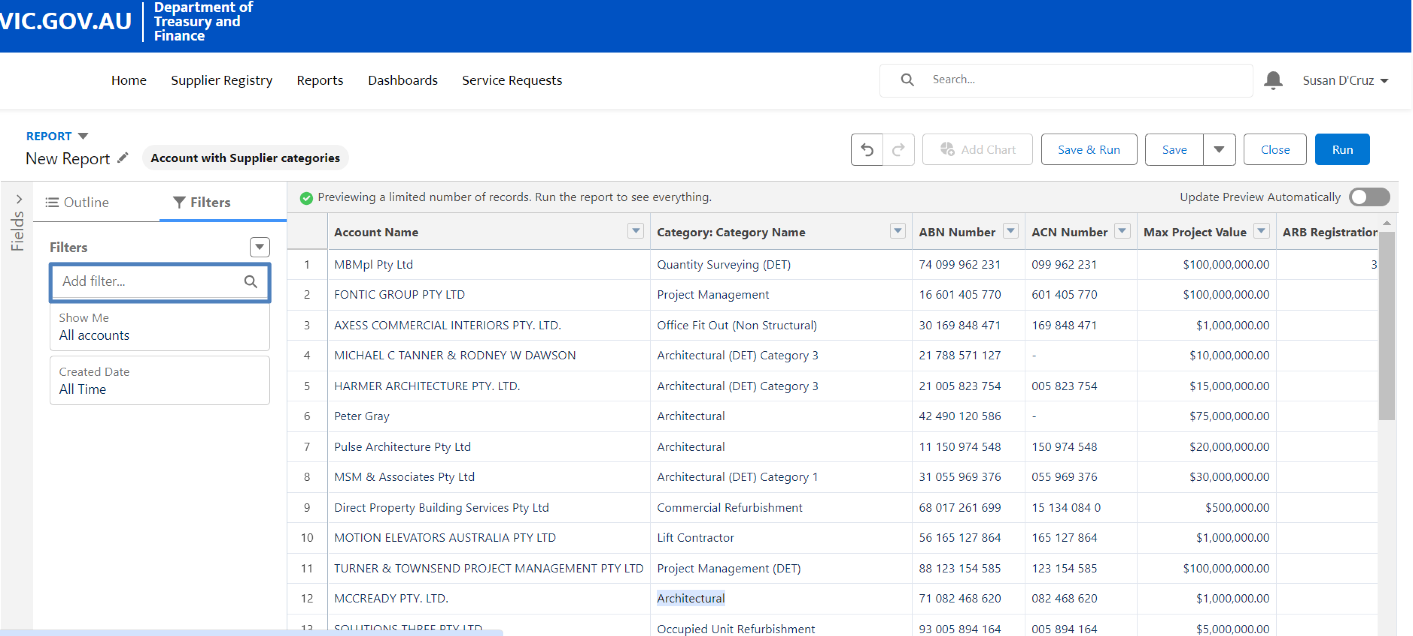 VIC.GOV.AU
Department of
Treasury and
Finance
Home Supplier Registry Reports Dashboards Service Requests
Search...
Susan D'Cruz
REPORT
New Report
Account with Supplier categories
Add Chart
Save & Run
Save
Close
Run
Fields
Outline
Filters
Filters
Add filter...
Show Me
All accounts
Created Date
All Time
Previewing a limited number of records. Run the report to see everything.
Update Preview Automatically
Account Name Category: Category Name ABN Number ACN Number Max Project Value ARB Registration
1 MBMpl Pty Ltd Quantity Surveying (DET) 74 099 962 231 099 962 231 $100,000,000.00 3
2 FONTIC GROUP PTY LTD Project Management 16 601 405 770 601 405 770 $100,000,000.00
3 AXESS COMMERCIAL INTERIORS PTY. LTD. Office Fit Out (Non Structural) 30 169 848 471 169 848 471 $1,000,000.00
4 MICHAEL C TANNER & RODNEY W DAWSON Architectural (DET) Category 3 21 788 571 127 - $10,000,000.00
5 HARMER ARCHITECTURE PTY. LTD. Architectural (DET) Category 3 21 005 823 754 005 823 754 $15,000,000.00
6 Peter Gray Architectural 42 490 120 586 - $75,000,000.00
7 Pulse Architecture Pty Ltd Architectural 11 150 974 548 150 974 548 $20,000,000.00
8 MSM & Associates Pty Ltd Architectural (DET) Category 1 31 055 969 376 055 969 376 $30,000,000.00
9 Direct Property Building Services Pty Ltd Commercial Refurbishment 68 017 261 699 15 134 084 0 $500,000.00
10 MOTION ELEVATORS AUSTRALIA PTY LTD Lift Contractor 56 165 127 864 165 127 864 $1,000,000.00
11 TURNER & TOWNSEND PROJECT MANAGEMENT PTY LTD Project Management (DET) 88 123 154 585 123 154 585 $100,000,000.00
12 MCCREADY PTY. LTD. Architectural 71 082 468 620 082 468 620 $1,000,000.00
13 SOLUTIONS THREE PTY LTD Occupied Unit Refurbishment 93 005 894 164 005 894 164 $5,000,000.00